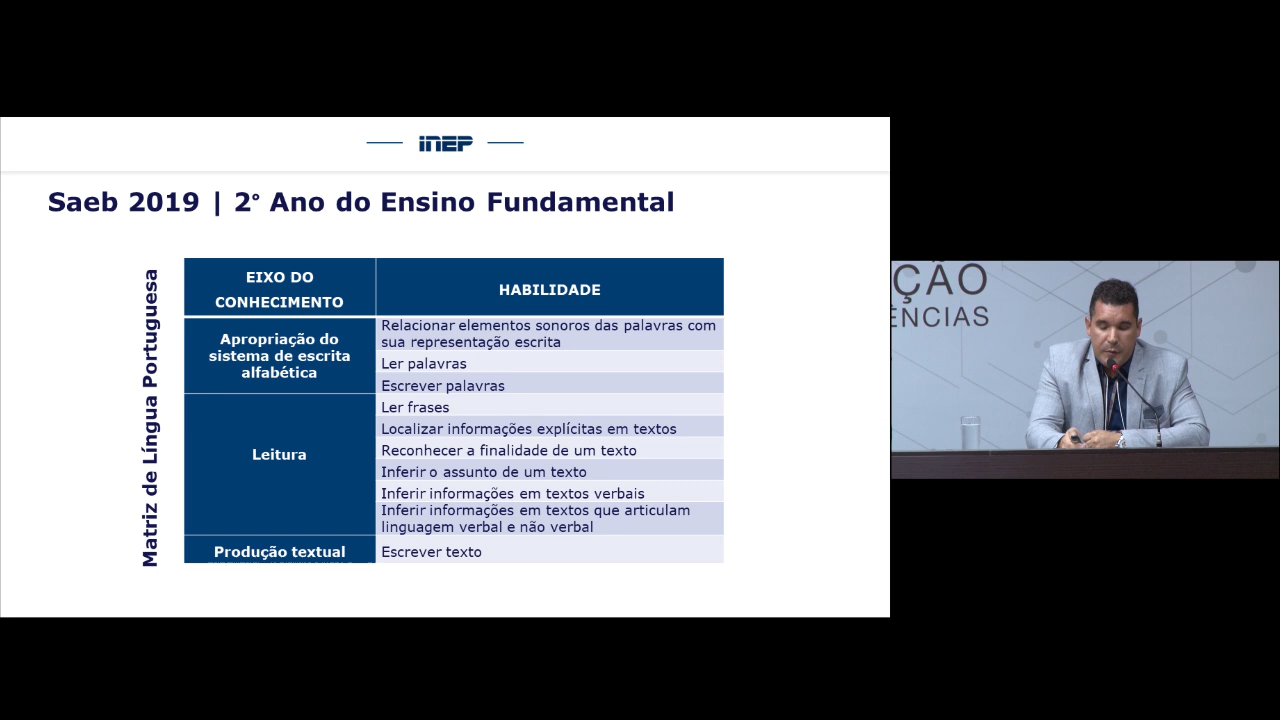 INEP
Saeb 2019 | 2° Ano do Ensino Fundamental
Matriz de Língua Portuguesa
EIXO DO
CONHECIMENTO
HABILIDADE
Apropriação do
sistema de escrita
alfabética
Relacionar elementos sonoros das palavras com
sua representação escrita
Ler palavras
Escrever palavras
Leitura
Ler frases
Localizar informações explícitas em textos
Reconhecer a finalidade de um texto
Inferir o assunto de um texto
Inferir informações em textos verbais
Inferir informações em textos que articulam
linguagem verbal e não verbal
Produção textual
Escrever texto
ÇÃO
ÊNCIAS